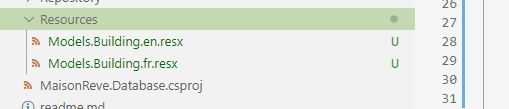 Repository
26
Resources
27
Models.Building.en.resx U
28
Models.Building.fr.resx U
29
MaisonReve.Database.csproj
30
readme.md
31